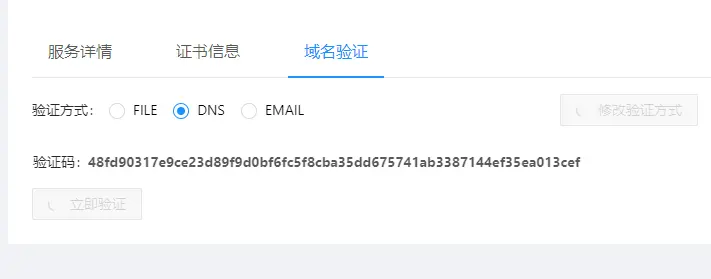 服务详情 证书信息 域名验证
验证方式： FILE DNS EMAIL 修改验证方式
验证码：48fd90317e9ce23d89f9d0bf6fc5f8cba35dd675741ab3387144ef35ea013cef
立即验证